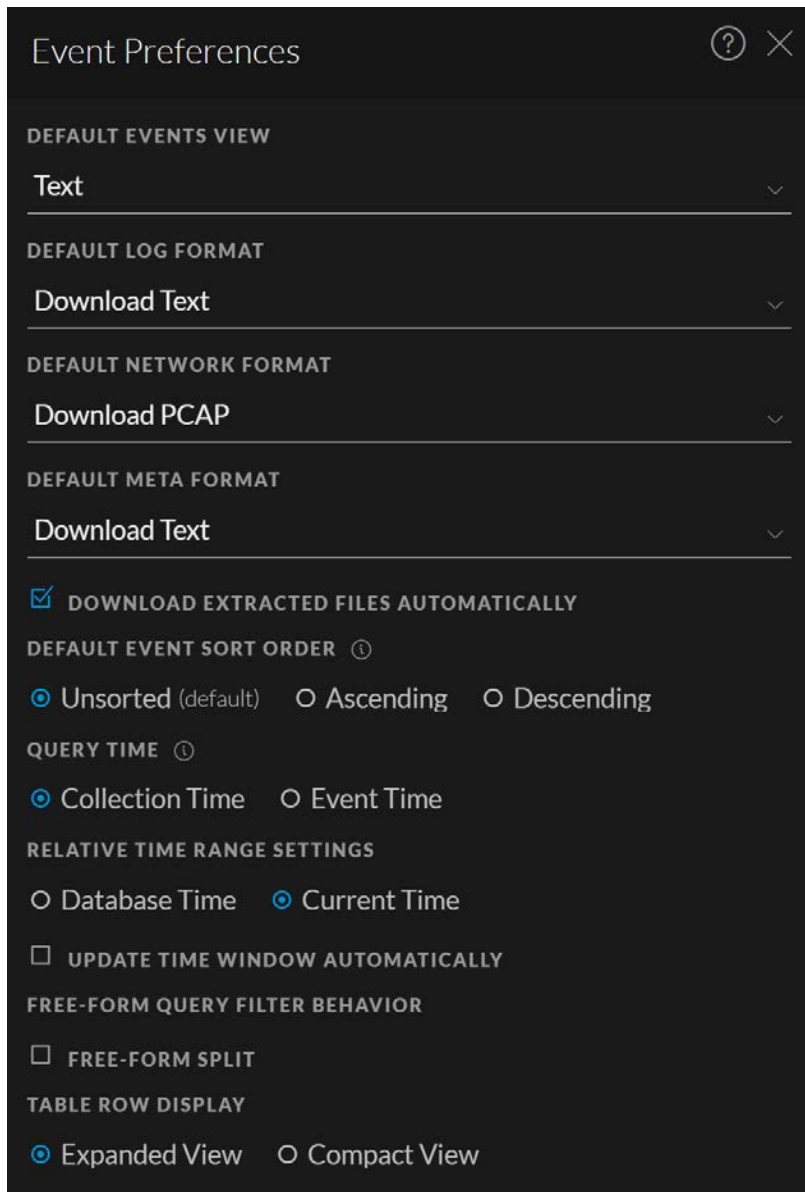 Event Preferences
DEFAULT EVENTS VIEW
Text
DEFAULT LOG FORMAT
Download Text
DEFAULT NETWORK FORMAT
Download PCAP
DEFAULT META FORMAT
Download Text
DOWNLOAD EXTRACTED FILES AUTOMATICALLY
DEFAULT EVENT SORT ORDER
Unsorted (default) Ascending Descending
QUERY TIME
Collection Time Event Time
RELATIVE TIME RANGE SETTINGS
Database Time Current Time
UPDATE TIME WINDOW AUTOMATICALLY
FREE-FORM QUERY FILTER BEHAVIOR
FREE-FORM SPLIT
TABLE ROW DISPLAY
Expanded View Compact View